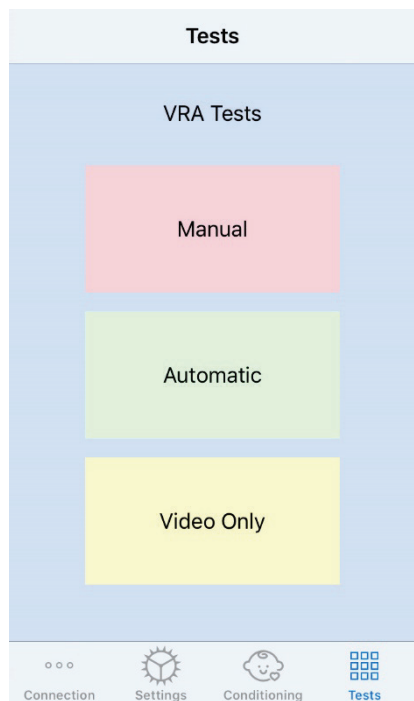 Tests
VRA Tests
Manual
Automatic
Video Only
Connection Settings Conditioning Tests